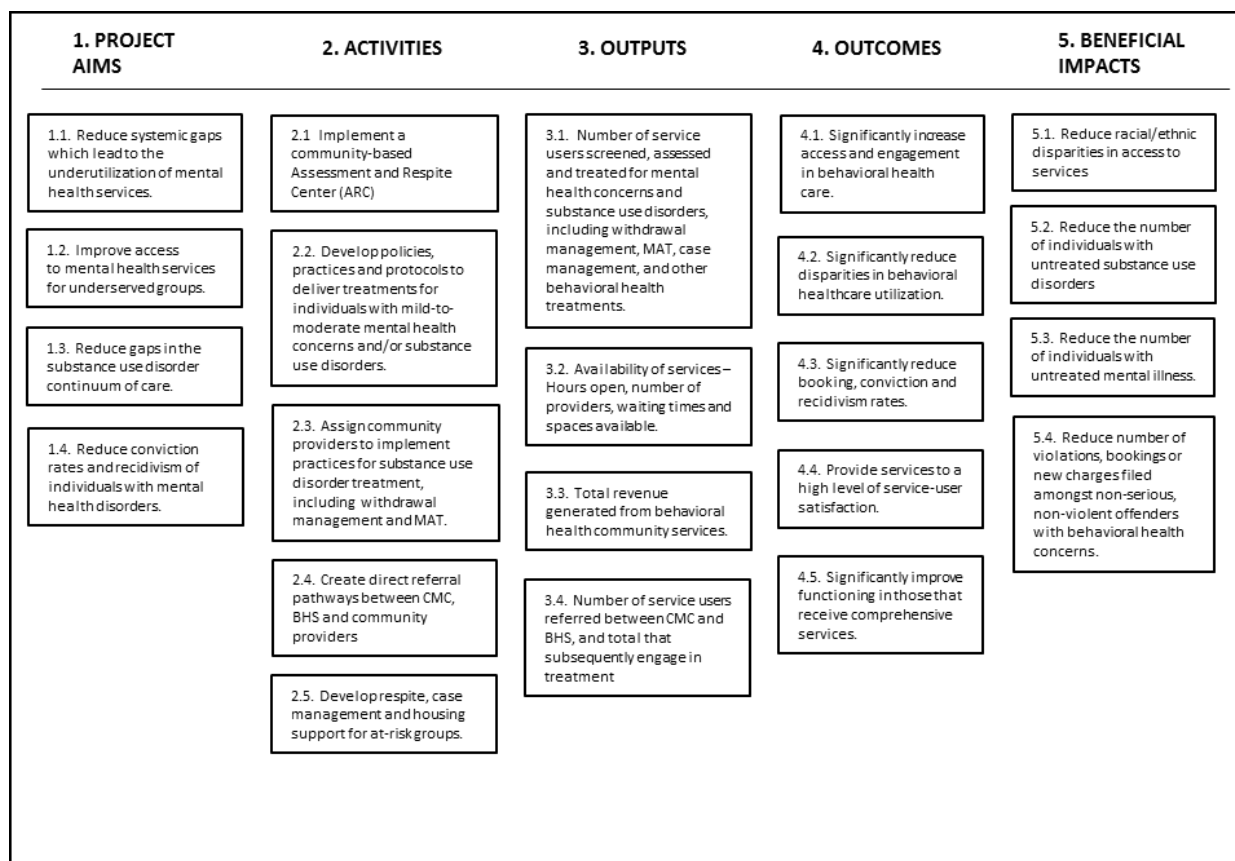 1. PROJECT
AIMS
1.1. Reduce systemic gaps
which lead to the
underutilization of mental
health services.
1.2. Improve access
to mental health services
for underserved groups.
1.3. Reduce gaps in the
substance use disorder
continuum of care.
1.4. Reduce conviction
rates and recidivism of
individuals with mental
health disorders.
2. ACTIVITIES
2.1 Implement a
community-based
Assessment and Respite
Center (ARC)
2.2. Develop policies,
practices and protocols to
deliver treatments for
individuals with mild-to-
moderate mental health
concerns and/or substance
use disorders.
2.3. Assign community
providers to implement
practices for substance use
disorder treatment,
including withdrawal
management and MAT.
2.4. Create direct referral
pathways between CMC,
BHS and community
providers
2.5. Develop respite, case
management and housing
support for at-risk groups.
3. OUTPUTS
3.1. Number of service
users screened, assessed
and treated for mental
health concerns and
substance use disorders,
including withdrawal
management, MAT, case
management, and other
behavioral health
treatments.
3.2. Availability of services –
Hours open, number of
providers, waiting times and
spaces available.
3.3. Total revenue
generated from behavioral
health community services.
3.4. Number of service users
referred between CMC and
BHS, and total that
subsequently engage in
treatment
4. OUTCOMES
4.1. Significantly increase
access and engagement
in behavioral health
care.
4.2. Significantly reduce
disparities in behavioral
healthcare utilization.
4.3. Significantly reduce
booking, conviction and
recidivism rates.
4.4. Provide services to a
high level of service-user
satisfaction.
4.5. Significantly improve
functioning in those that
receive comprehensive
services.
5. BENEFICIAL
IMPACTS
5.1. Reduce racial/ethnic
disparities in access to
services
5.2. Reduce the
number of individuals with
untreated substance use
disorders
5.3. Reduce the number
of individuals with
untreated mental illness.
5.4. Reduce number of
violations, bookings or
new charges filed
amongst non-serious,
non-violent offenders
with behavioral health
concerns.